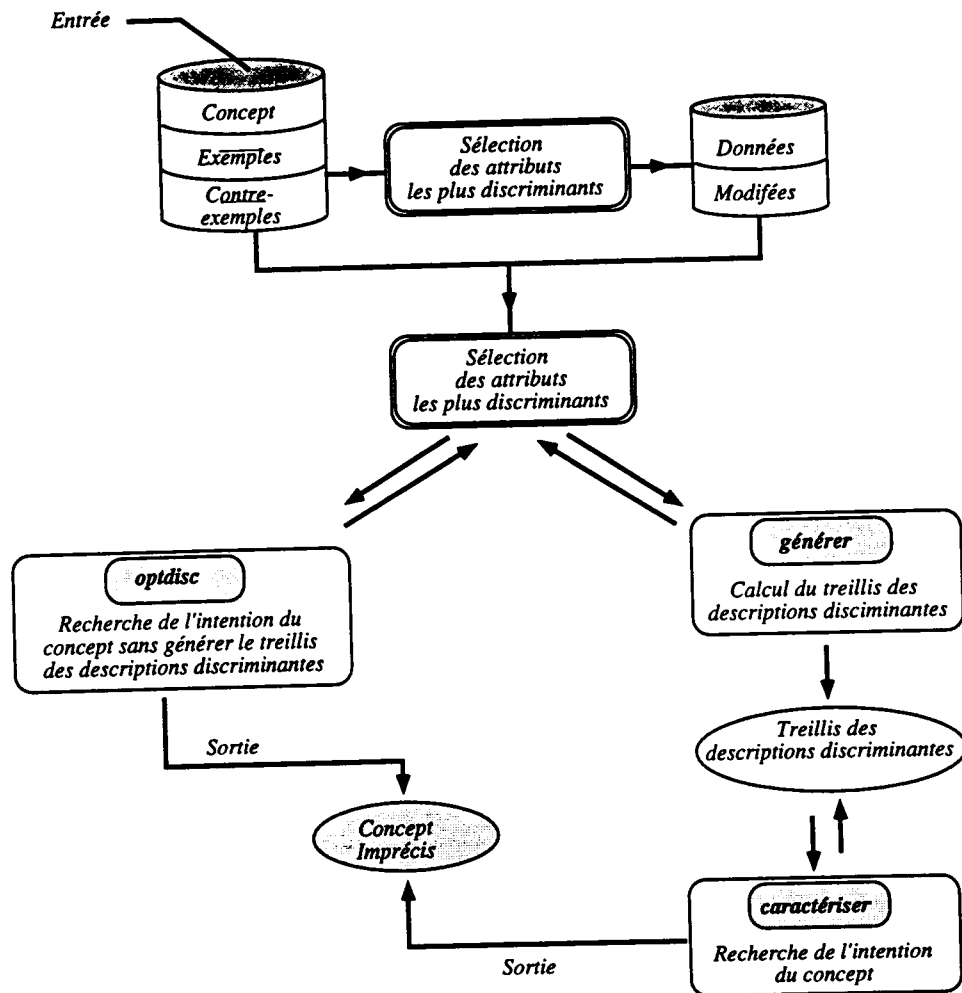 Entrée
Concept
Exemples
Contre-
exemples
Sélection
des attributs
les plus discriminants
Données
Modifées
Sélection
des attributs
les plus discriminants
optdisc
Recherche de l'intention du
concept sans générer le treillis
des descriptions discriminantes
générer
Calcul du treillis des
descriptions disciminantes
Sortie
Treillis des
descriptions discriminantes
Concept
Imprécis
caractériser
Recherche de l'intention
du concept
Sortie